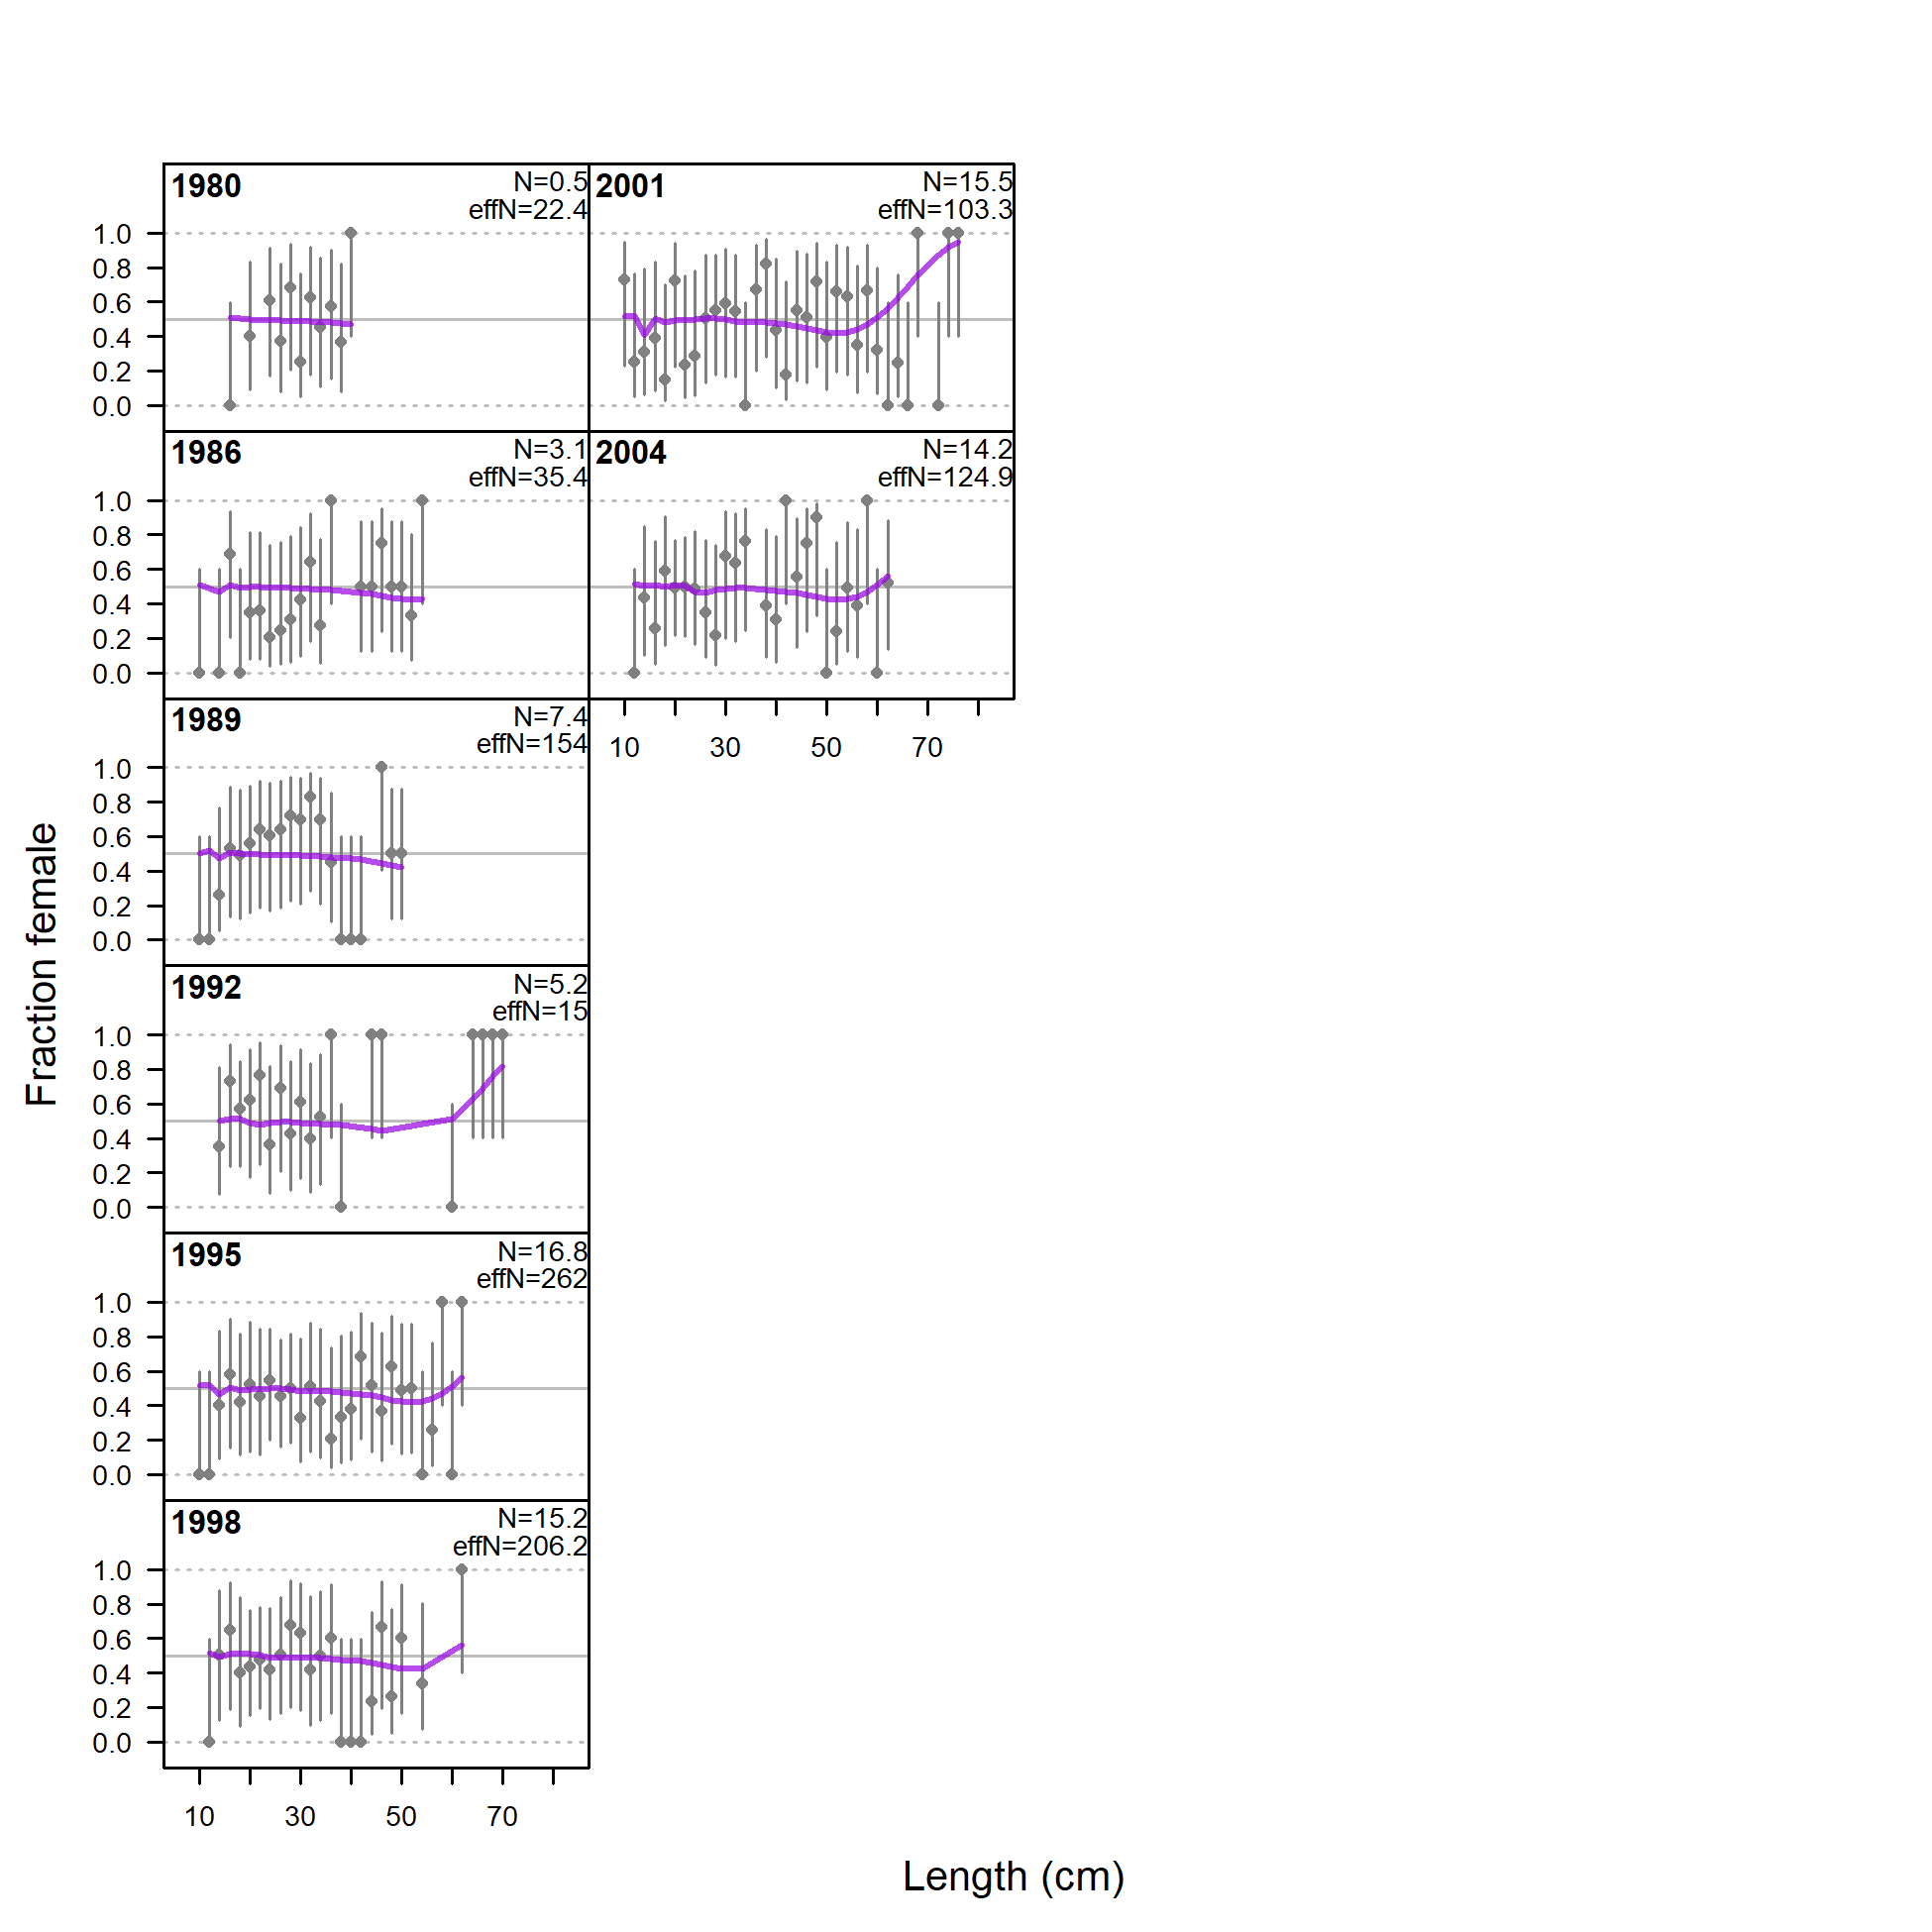 1980
N=0.5
effN=22.4
1.0
0.8
0.6
0.4
0.2
0.0
1986
N=3.1
effN=35.4
1.0
0.8
0.6
0.4
0.2
0.0
1989
N=7.4
effN=154
1.0
0.8
0.6
0.4
0.2
0.0
1992
N=5.2
effN=15
1.0
0.8
0.6
0.4
0.2
0.0
1995
N=16.8
effN=262
1.0
0.8
0.6
0.4
0.2
0.0
1998
N=15.2
effN=206.2
1.0
0.8
0.6
0.4
0.2
0.0
10 30 50 70
2001
N=15.5
effN=103.3
2004
N=14.2
effN=124.9
10 30 50 70
Fraction female
Length (cm)